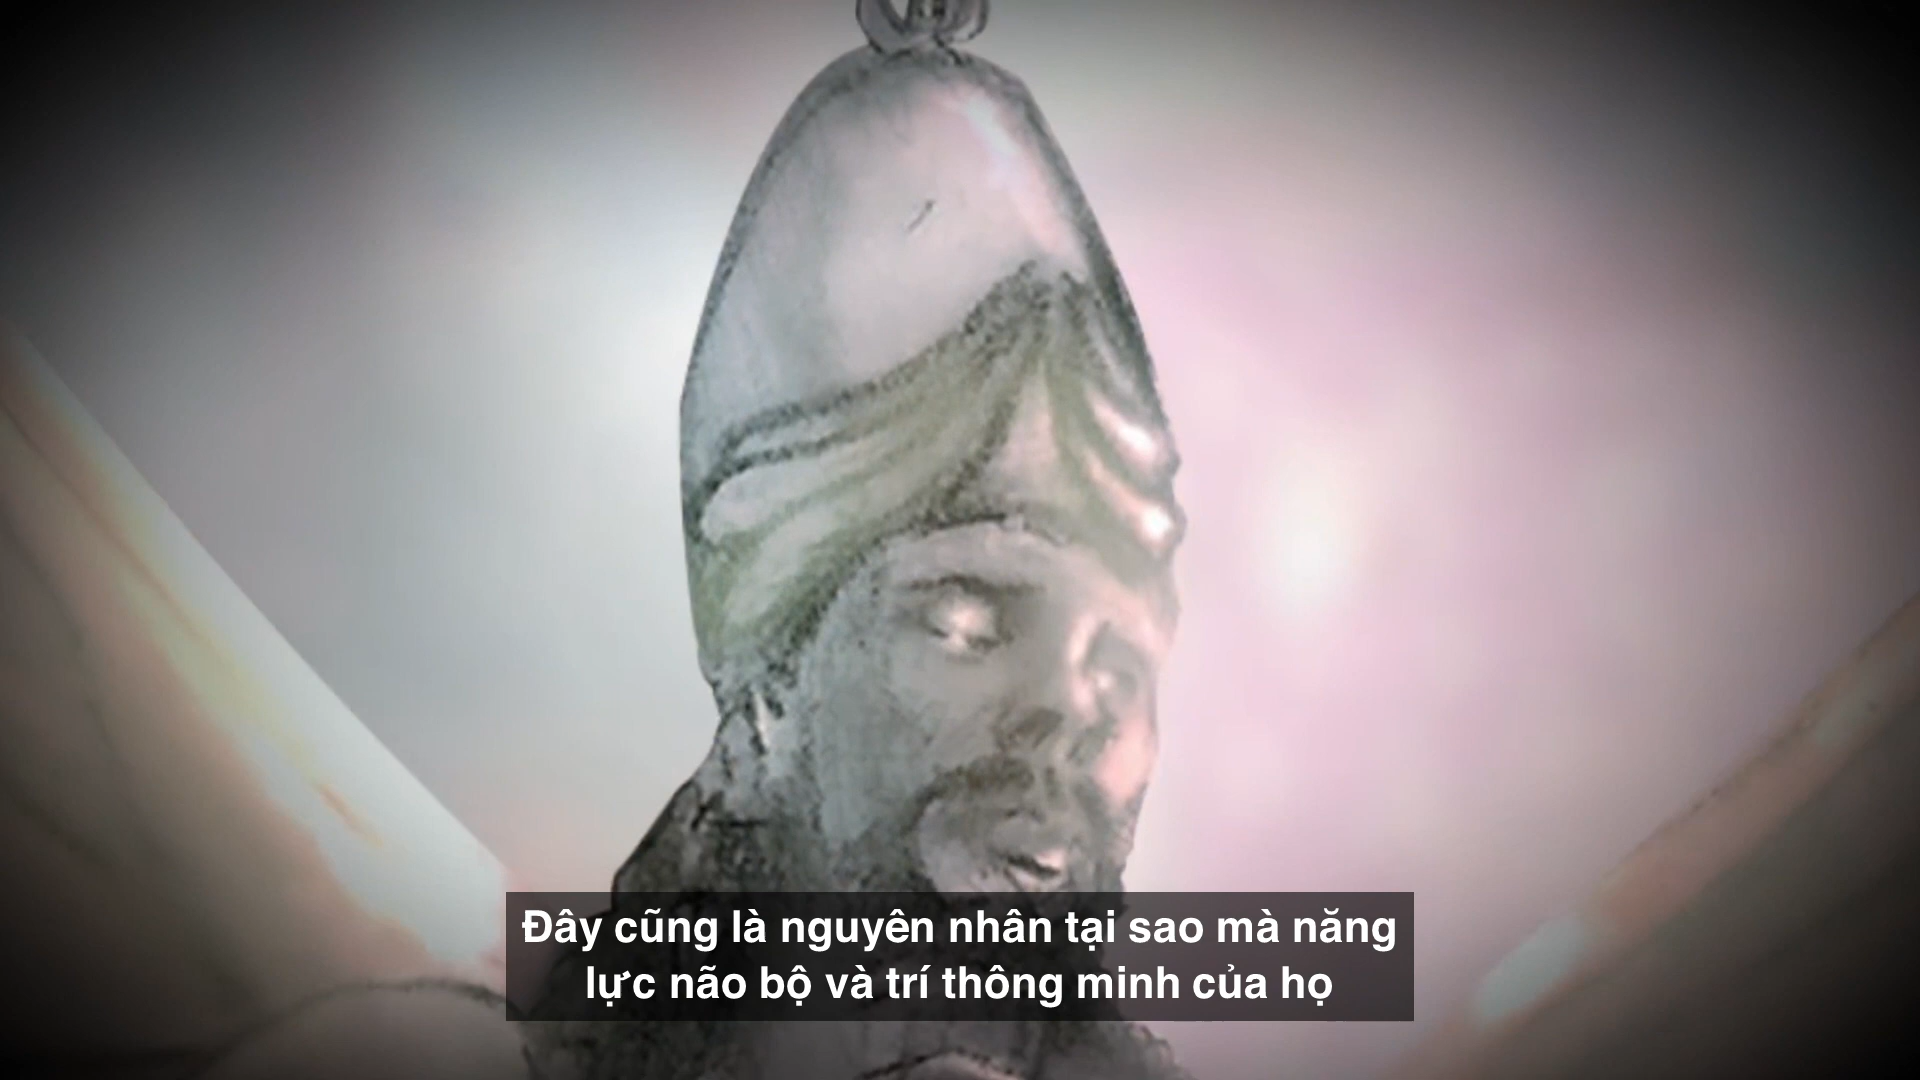 Đây cũng là nguyên nhân tại sao mà năng
lực não bộ và trí thông minh của họ